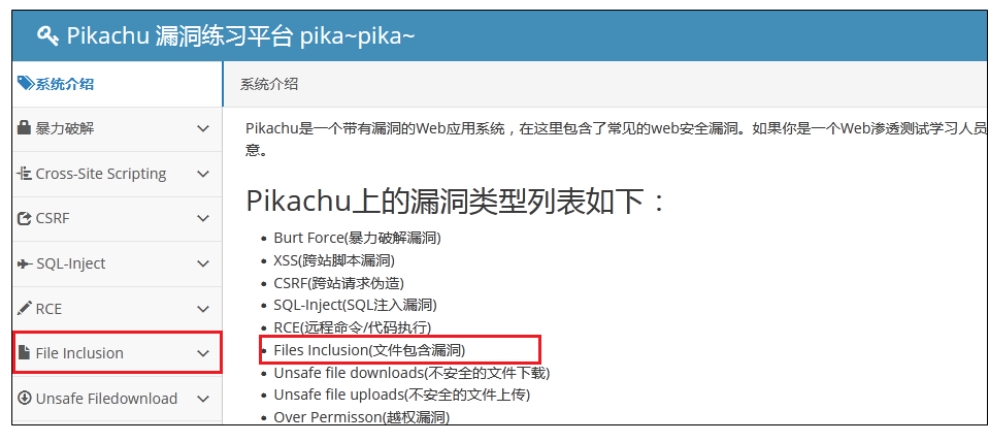 Pikachu 漏洞练习平台 pika~pika~
系统介绍
暴力破解
Cross-Site Scripting
CSRF
SQL-Inject
RCE
File Inclusion
Unsafe Filedownload
系统介绍
Pikachu是一个带有漏洞的Web应用系统，在这里包含了常见的web安全漏洞。如果你是一个Web渗透测试学习人员
意。
Pikachu上的漏洞类型列表如下：
• Burt Force(暴力破解漏洞)
• XSS(跨站脚本漏洞)
• CSRF(跨站请求伪造)
• SQL-Inject(SQL注入漏洞)
• RCE(远程命令/代码执行)
• Files Inclusion(文件包含漏洞)
• Unsafe file downloads(不安全的文件下载)
• Unsafe file uploads(不安全的文件上传)
• Over Permisson(越权漏洞)